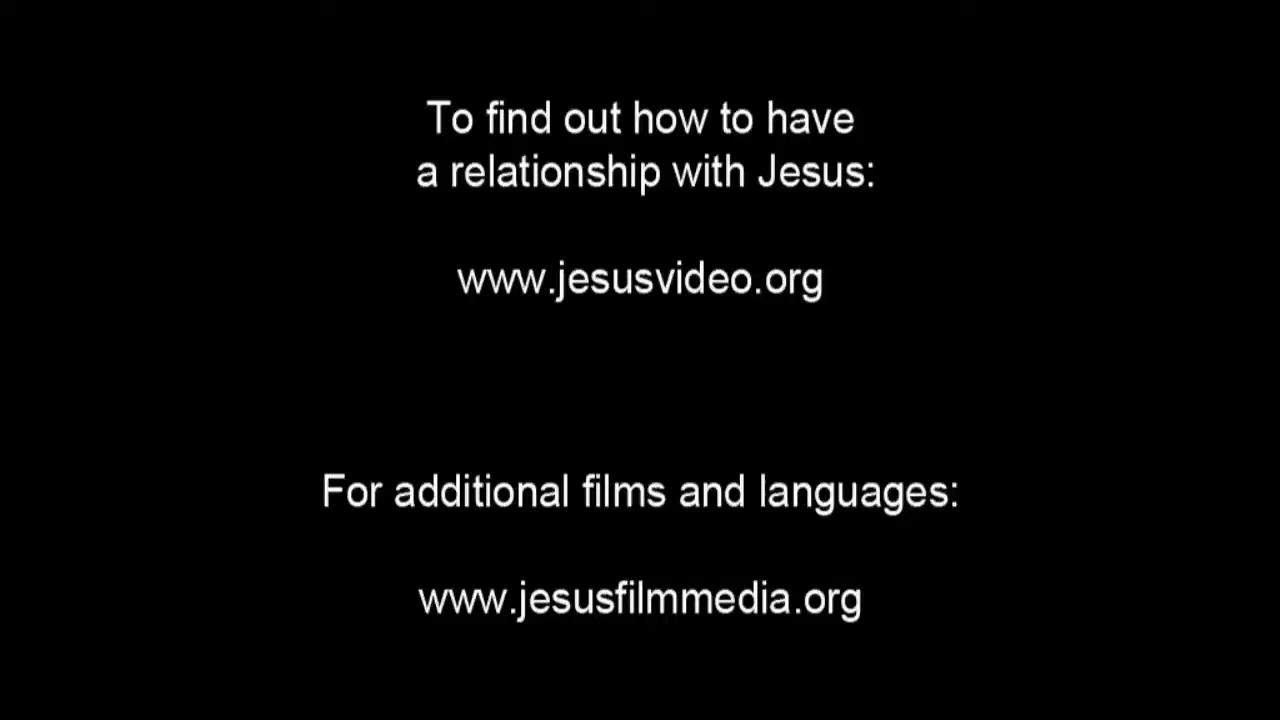 To find out how to have
a relationship with Jesus:
www.jesusvideo.org
For additional films and languages:
www.jesusfilmmedia.org